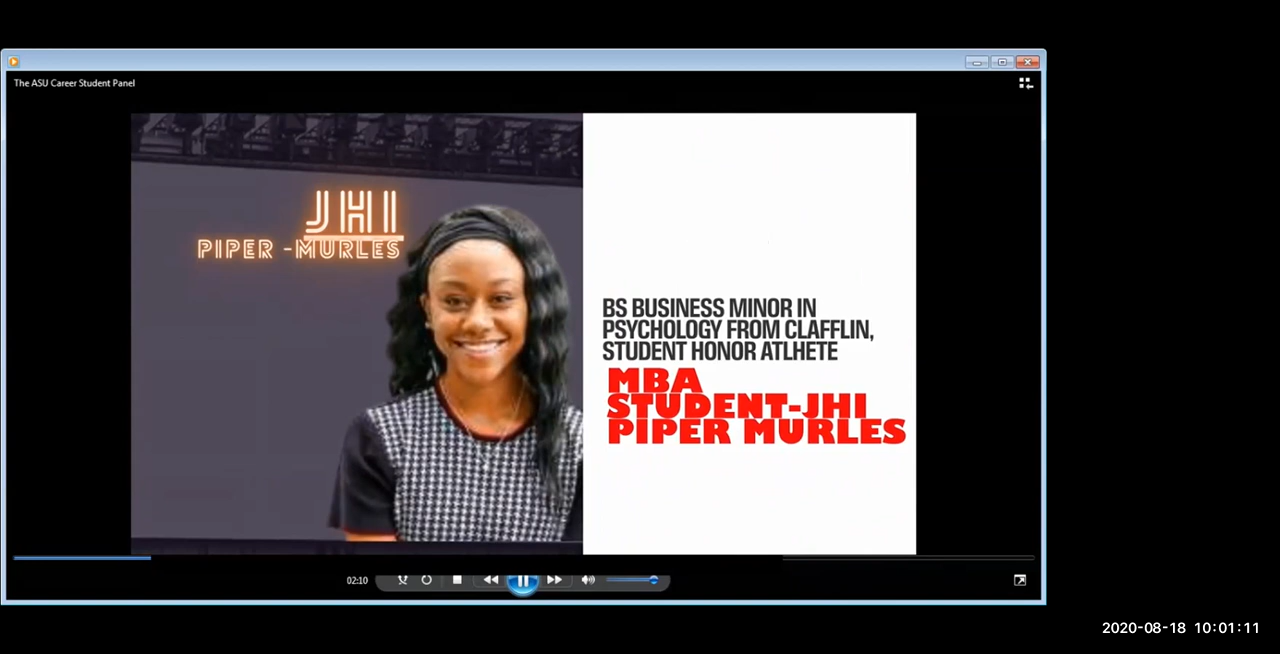 The ASU Career Student Panel
JHI
PIPER -MURLES
BS BUSINESS MINOR IN
PSYCHOLOGY FROM CLAFFLIN,
STUDENT HONOR ATLHETE
MBA
STUDENT-JHI
PIPER MURLES
02:10
2020-08-18 10:01:11